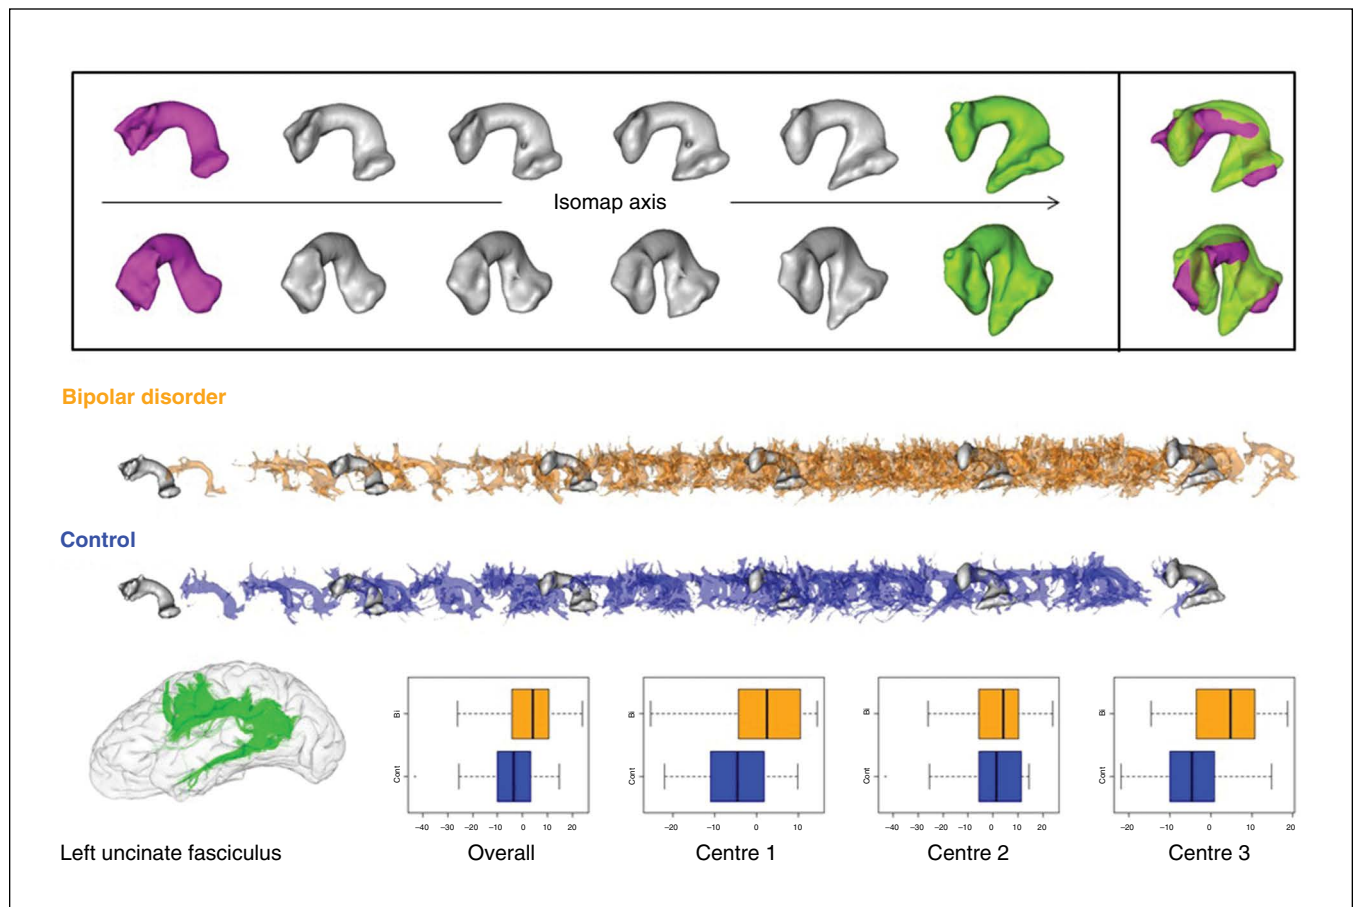 Isomap axis
Bipolar disorder
Control
Bi
Cont
-40 -30 -20 -10 0 10 20
Bi
Cont
-20 -10 0 10
Bi
Cont
-40 -30 -20 -10 0 10 20
Bi
Cont
-20 -10 0 10 20
Left uncinate fasciculus
Overall
Centre 1
Centre 2
Centre 3